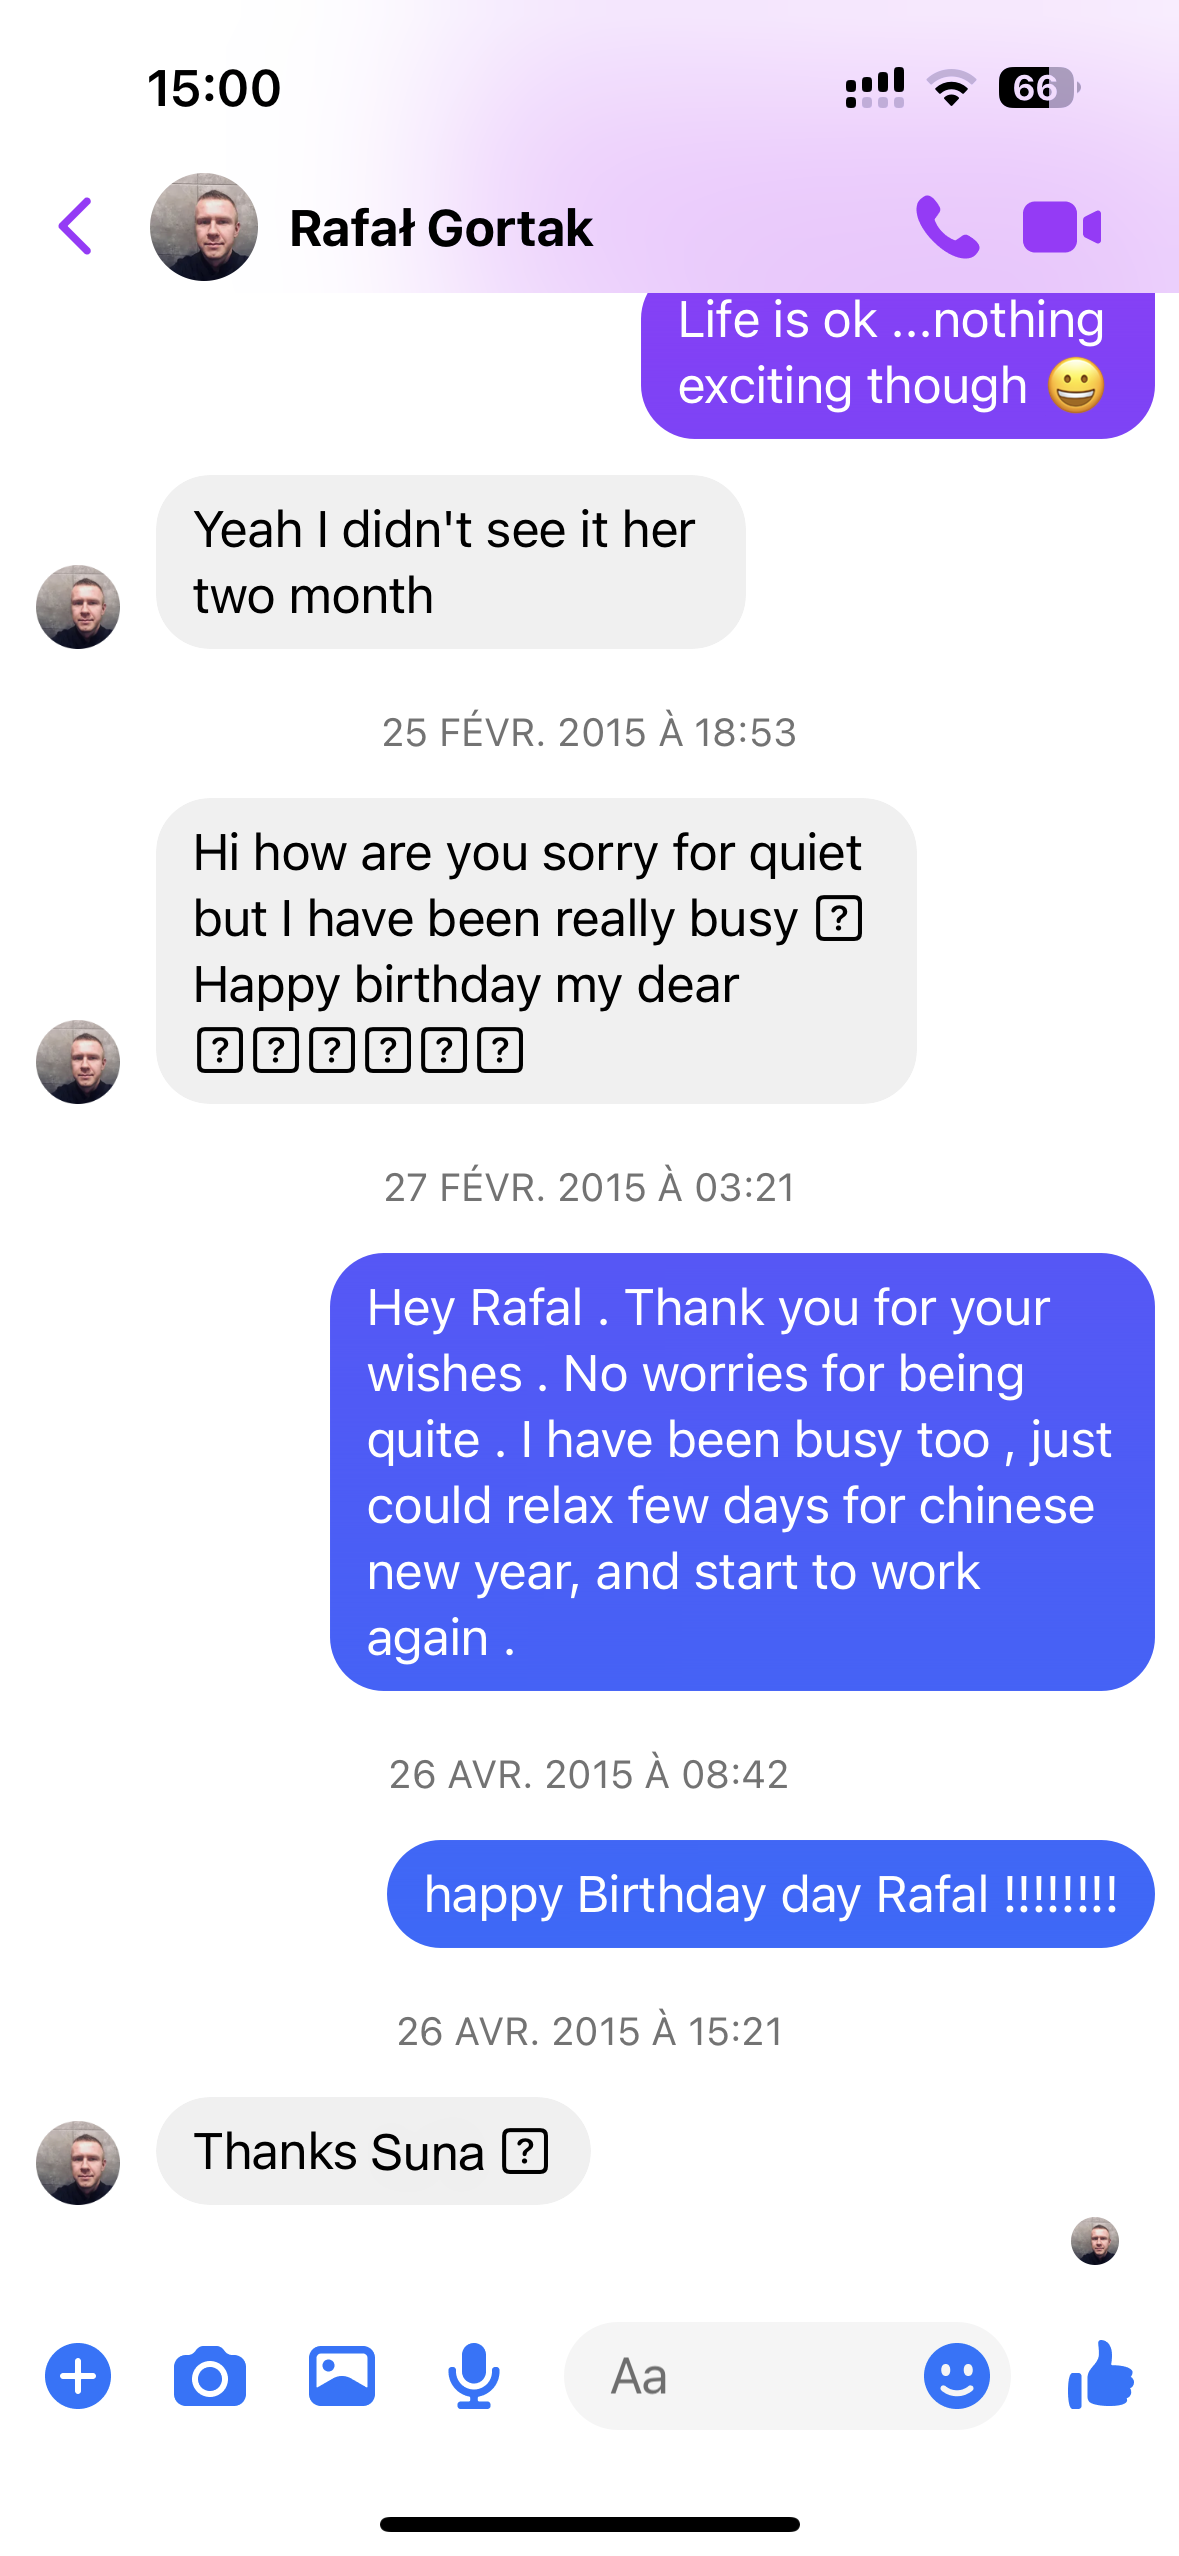 15:00
66
Rafał Gortak
Life is ok ...nothing
exciting though 😀
Yeah I didn't see it her
two month
25 FÉVR. 2015 À 18:53
Hi how are you sorry for quiet
but I have been really busy ⍰
Happy birthday my dear
⍰⍰⍰⍰⍰⍰
27 FÉVR. 2015 À 03:21
Hey Rafal . Thank you for your
wishes . No worries for being
quite . I have been busy too , just
could relax few days for chinese
new year, and start to work
again .
26 AVR. 2015 À 08:42
happy Birthday day Rafal !!!!!!!!
26 AVR. 2015 À 15:21
Thanks Suna ⍰
Aa